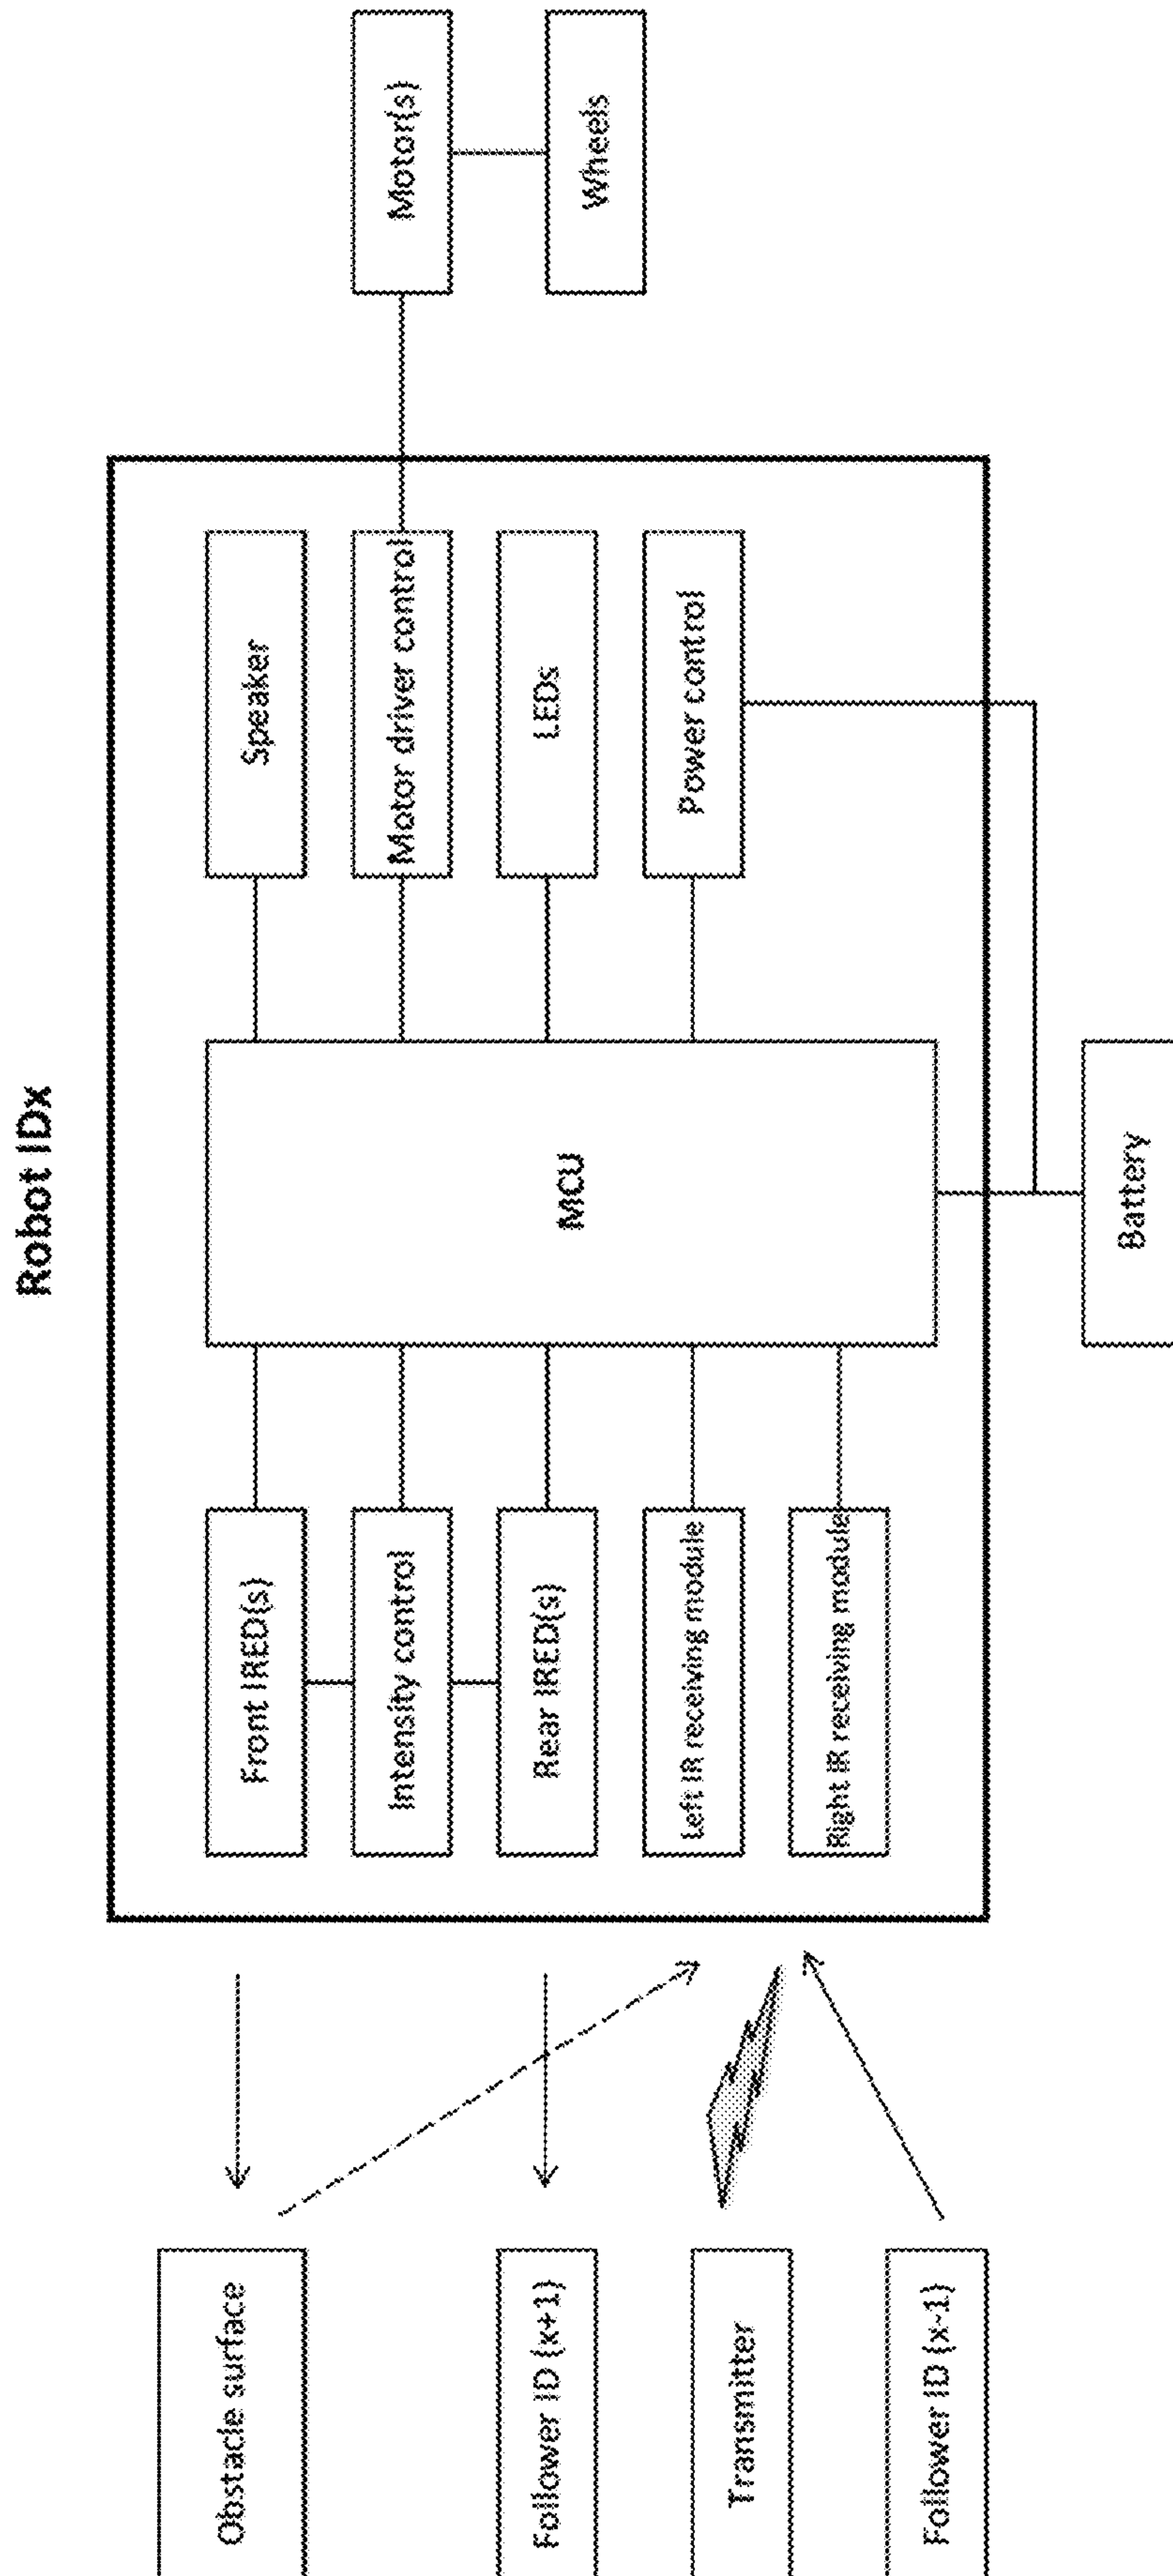 Robot IDx
Obstacle surface
Follower ID (x+1)
Transmitter
Follower ID (x-1)
Front IRED(s)
Intensity control
Rear IRED(s)
Left IR receiving module
Right IR receiving module
MCU
Speaker
Motor driver control
LEDs
Power control
Battery
Motor(s)
Wheels